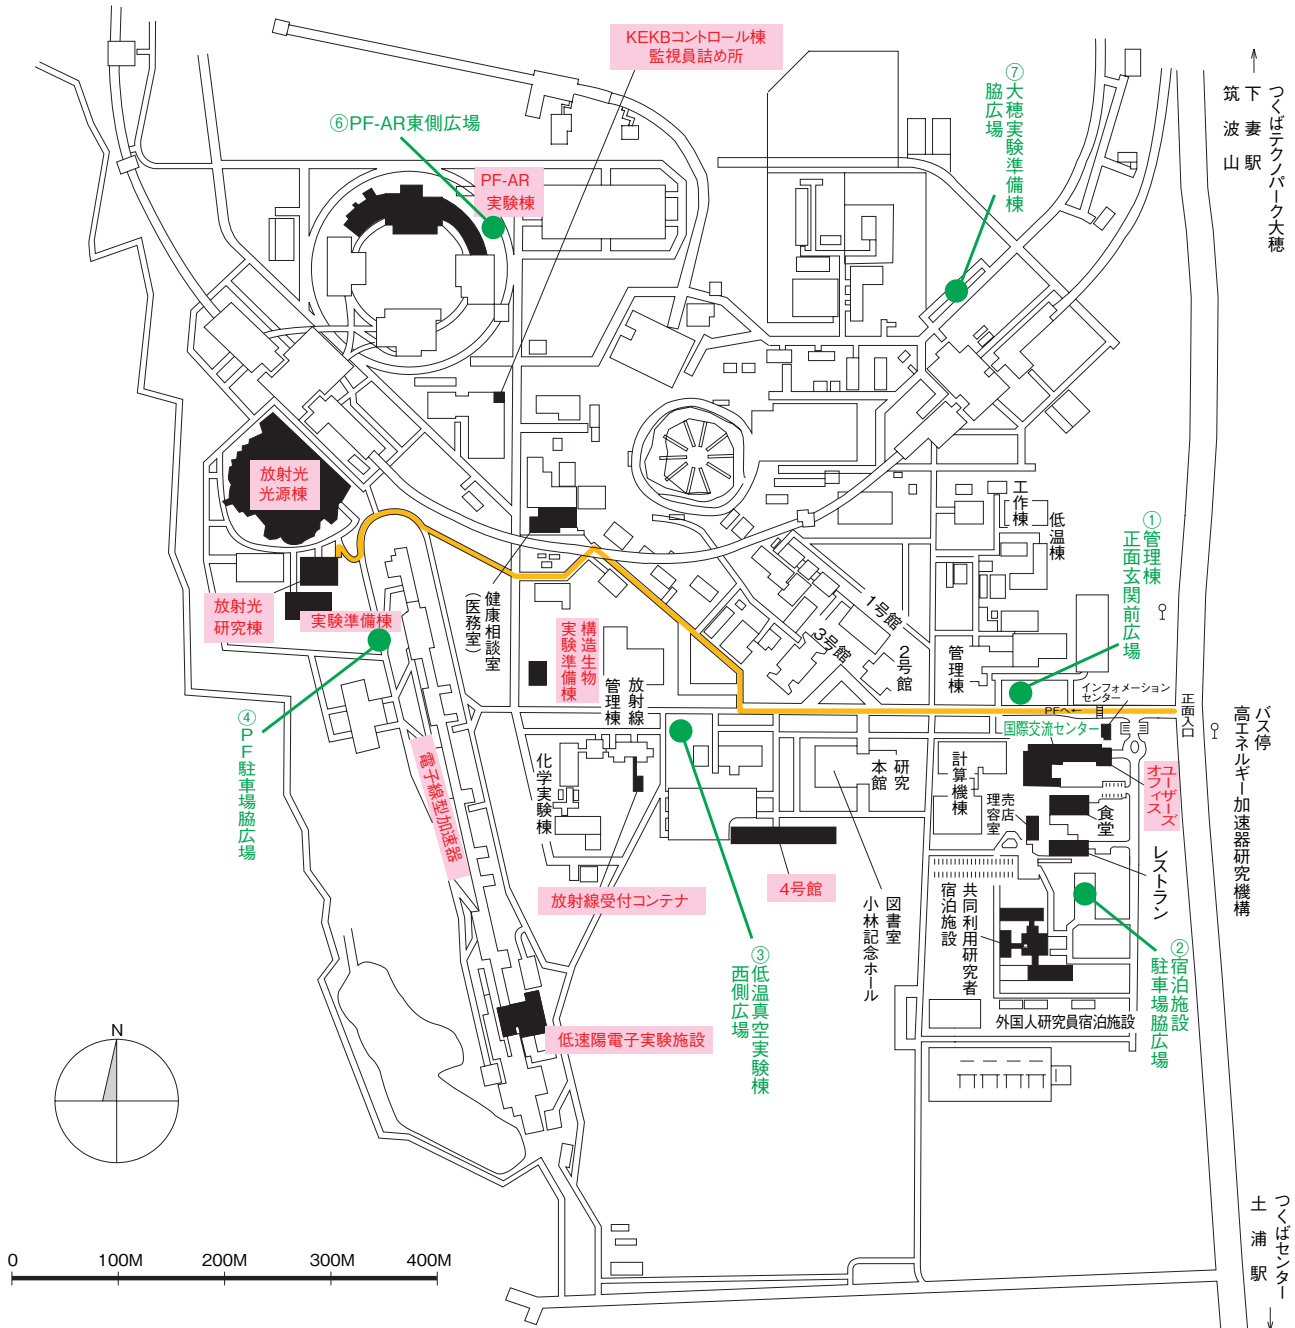 KEKBコントロール棟
監視員詰め所
⑥PF-AR東側広場
PF-AR
実験棟
⑦大穂実験準備棟
脇広場
つくばテクノパーク大穂
下妻駅
筑波山
放射光
光源棟
放射光
研究棟
実験準備棟
健康相談室
（医務室）
構造生物
実験準備棟
放射線
管理棟
1号館
3号館
2号館
管理棟
工作棟
低温棟
①管理棟
正面玄関前広場
インフォメーション
センター
PFへ←
正面入口
国際交流センター
バス停
高エネルギー加速器研究機構
ユーザーズ
オフィス
④PF駐車場脇広場
電子線型加速器
化学実験棟
放射線受付コンテナ
4号館
研究
本館
計算機棟
売店
理容室
食堂
レストラン
図書室
小林記念ホール
共同利用研究者
宿泊施設
②宿泊施設
駐車場脇広場
③低温真空実験棟
西側広場
外国人研究員宿泊施設
低速陽電子実験施設
N
0 100M 200M 300M 400M
つくばセンター
土浦駅